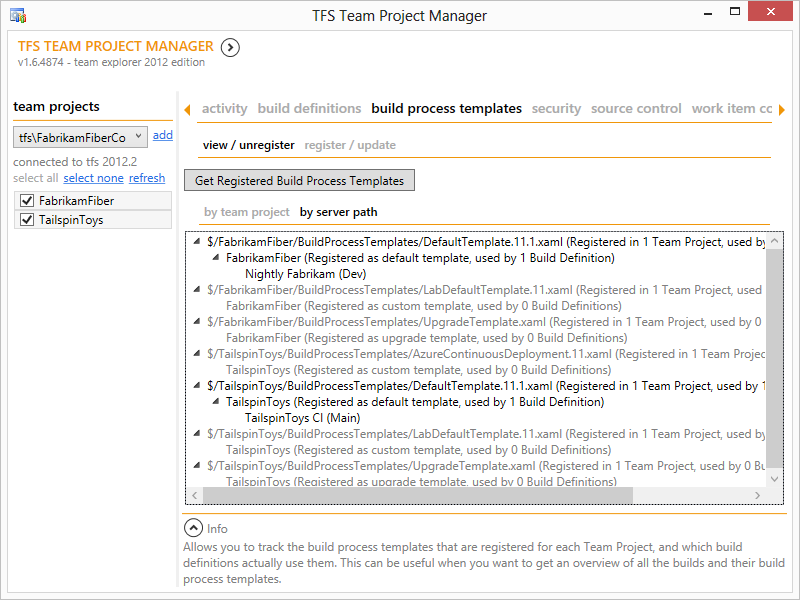 TFS Team Project Manager
TFS TEAM PROJECT MANAGER
v1.6.4874 - team explorer 2012 edition
team projects
tfs\FabrikamFiberCo add
connected to tfs 2012.2
select all select none refresh
FabrikamFiber
TailspinToys
activity build definitions build process templates security source control work item cc
view / unregister register / update
Get Registered Build Process Templates
by team project by server path
$/FabrikamFiber/BuildProcessTemplates/DefaultTemplate.11.1.xaml (Registered in 1 Team Project, used by
FabrikamFiber (Registered as default template, used by 1 Build Definition)
Nightly Fabrikam (Dev)
$/FabrikamFiber/BuildProcessTemplates/LabDefaultTemplate.11.xaml (Registered in 1 Team Project, used
FabrikamFiber (Registered as custom template, used by 0 Build Definitions)
$/FabrikamFiber/BuildProcessTemplates/UpgradeTemplate.xaml (Registered in 1 Team Project, used by 0
FabrikamFiber (Registered as upgrade template, used by 0 Build Definitions)
$/TailspinToys/BuildProcessTemplates/AzureContinuousDeployment.11.xaml (Registered in 1 Team Projec
TailspinToys (Registered as custom template, used by 0 Build Definitions)
$/TailspinToys/BuildProcessTemplates/DefaultTemplate.11.1.xaml (Registered in 1 Team Project, used by 1
TailspinToys (Registered as default template, used by 1 Build Definition)
TailspinToys CI (Main)
$/TailspinToys/BuildProcessTemplates/LabDefaultTemplate.11.xaml (Registered in 1 Team Project, used by
TailspinToys (Registered as custom template, used by 0 Build Definitions)
$/TailspinToys/BuildProcessTemplates/UpgradeTemplate.xaml (Registered in 1 Team Project, used by 0 Bu
TailspinToys (Registered as upgrade template, used by 0 Build Definitions)
Info
Allows you to track the build process templates that are registered for each Team Project, and which build
definitions actually use them. This can be useful when you want to get an overview of all the builds and their build
process templates.